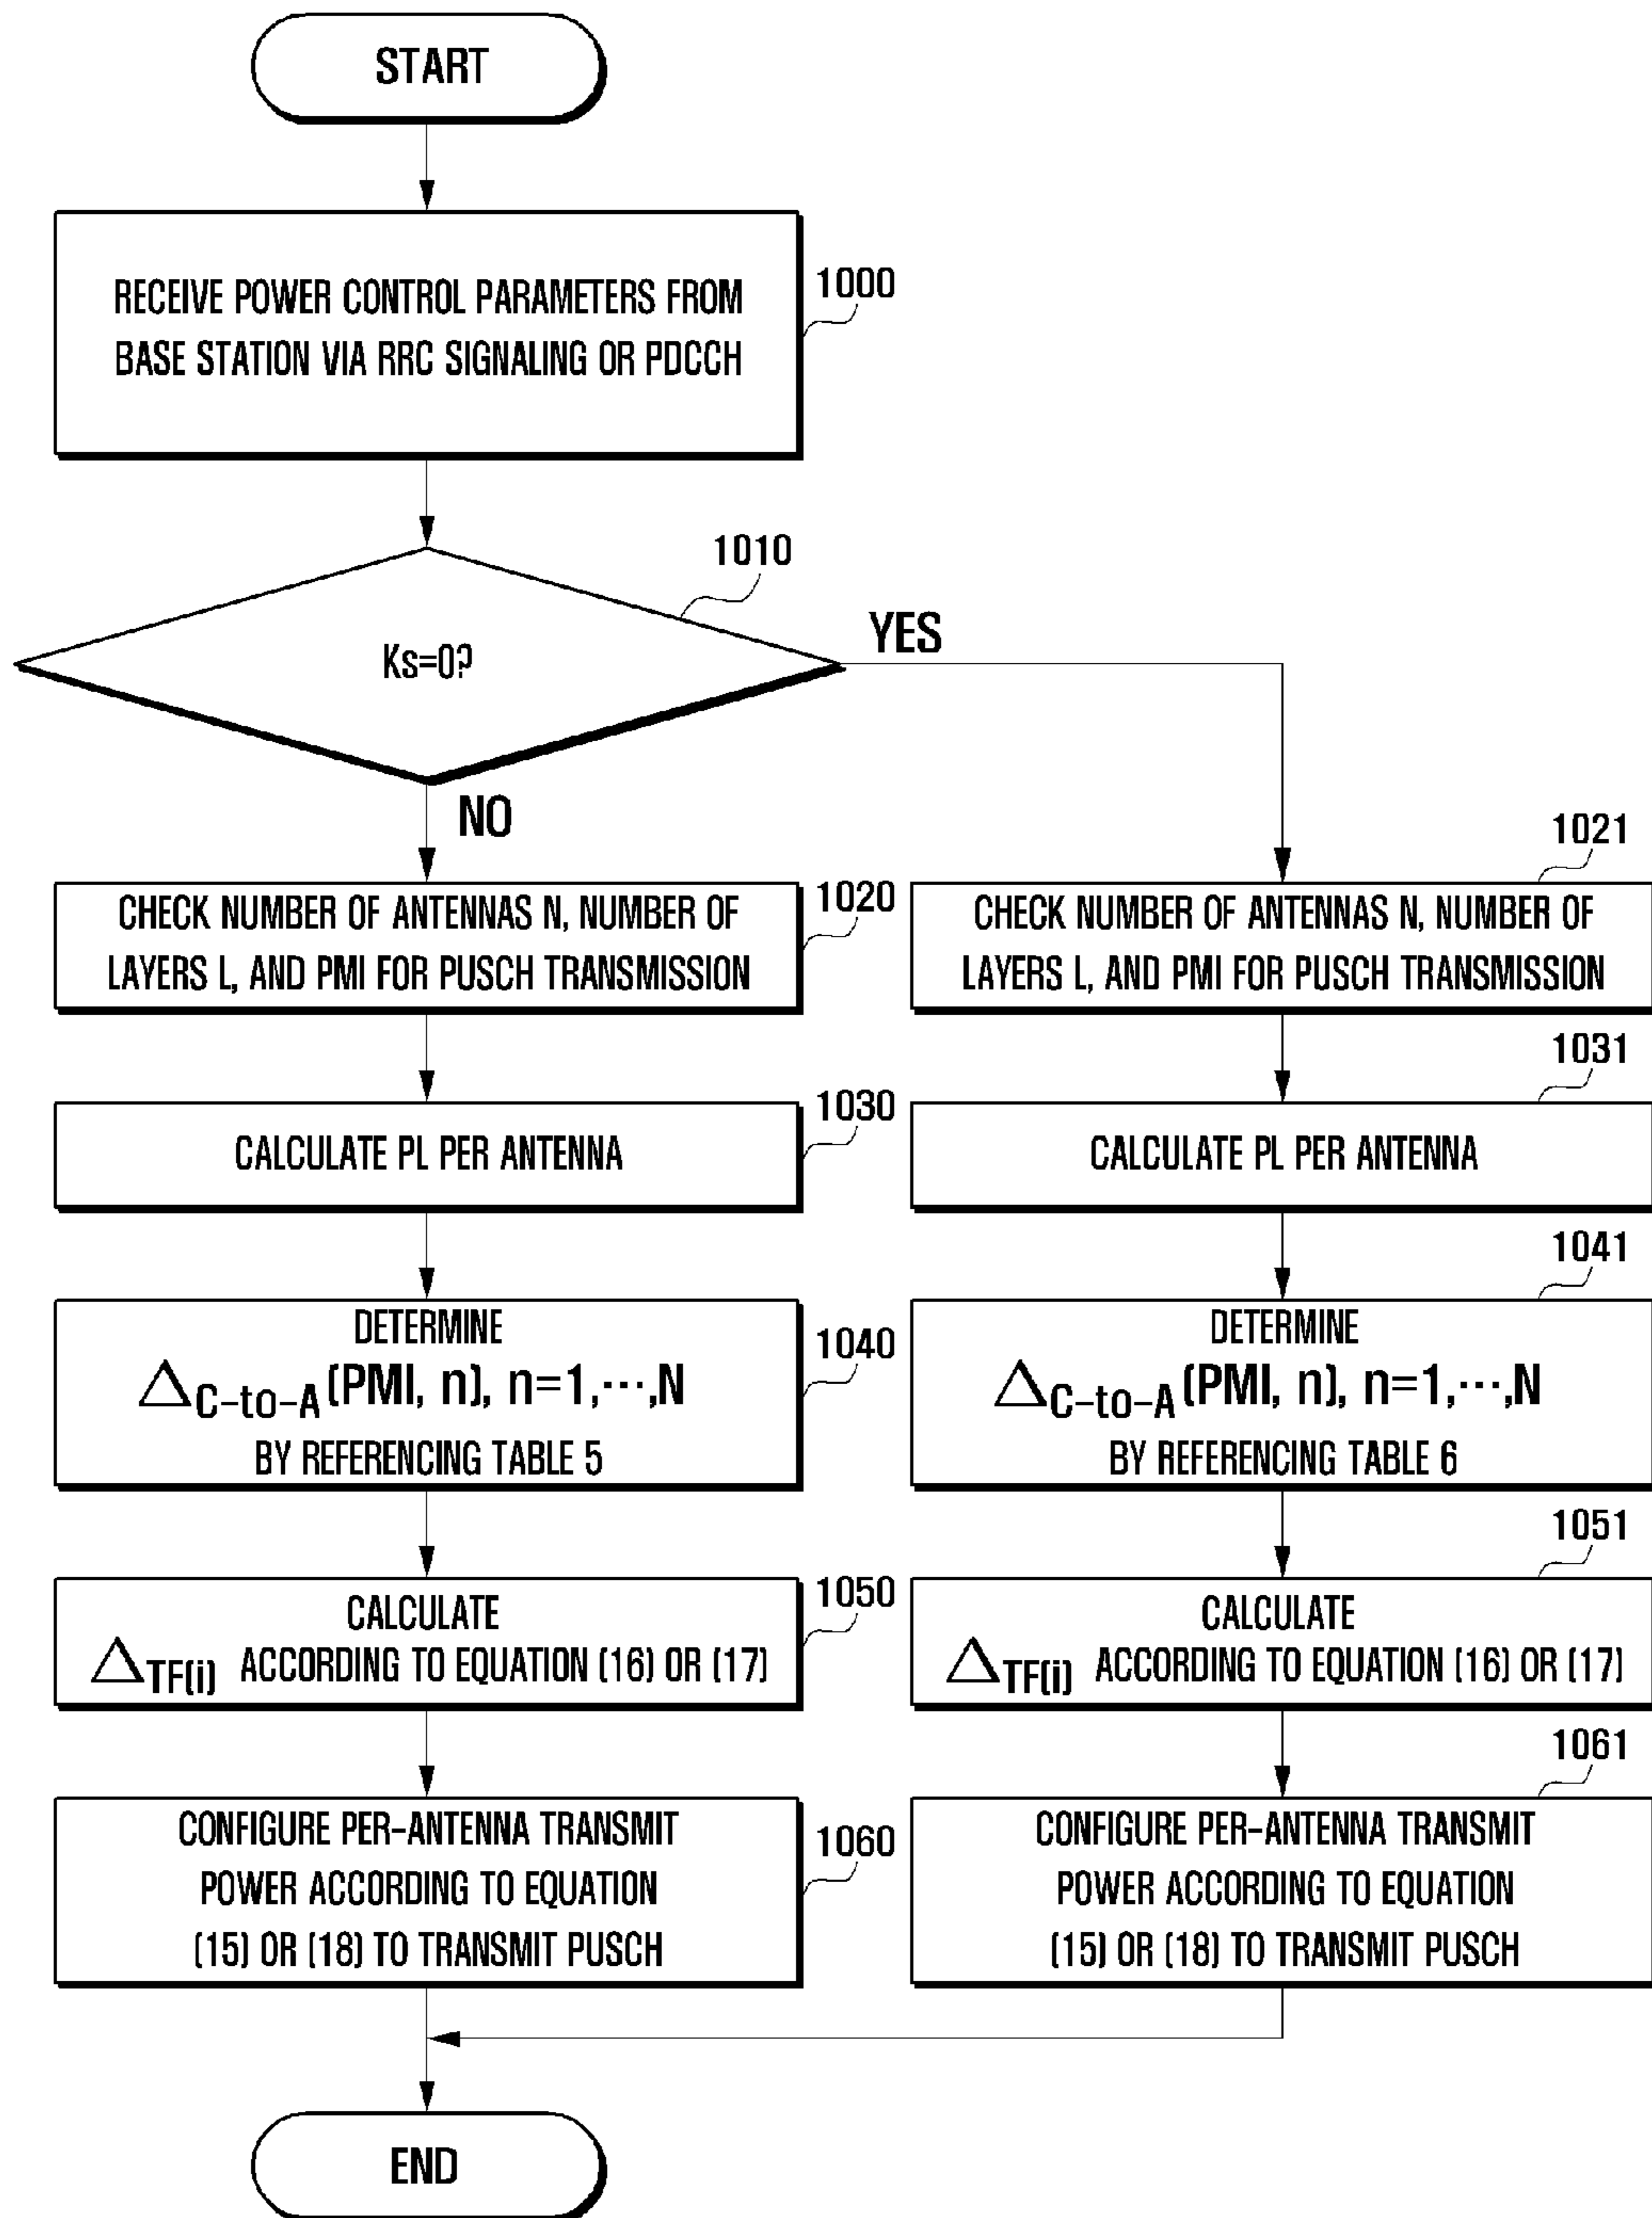 START
RECEIVE POWER CONTROL PARAMETERS FROM
BASE STATION VIA RRC SIGNALING OR PDCCH
1000
1010
Ks=0?
YES
NO
CHECK NUMBER OF ANTENNAS N, NUMBER OF
LAYERS L, AND PMI FOR PUSCH TRANSMISSION
1020
CALCULATE PL PER ANTENNA
1030
DETERMINE
△C-to-A(PMI, n), n=1,···,N
BY REFERENCING TABLE 5
1040
CALCULATE
△TF(i) ACCORDING TO EQUATION (16) OR (17)
1050
CONFIGURE PER-ANTENNA TRANSMIT
POWER ACCORDING TO EQUATION
(15) OR (18) TO TRANSMIT PUSCH
1060
1021
CHECK NUMBER OF ANTENNAS N, NUMBER OF
LAYERS L, AND PMI FOR PUSCH TRANSMISSION
1031
CALCULATE PL PER ANTENNA
1041
DETERMINE
△C-to-A(PMI, n), n=1,···,N
BY REFERENCING TABLE 6
1051
CALCULATE
△TF(i) ACCORDING TO EQUATION (16) OR (17)
1061
CONFIGURE PER-ANTENNA TRANSMIT
POWER ACCORDING TO EQUATION
(15) OR (18) TO TRANSMIT PUSCH
END